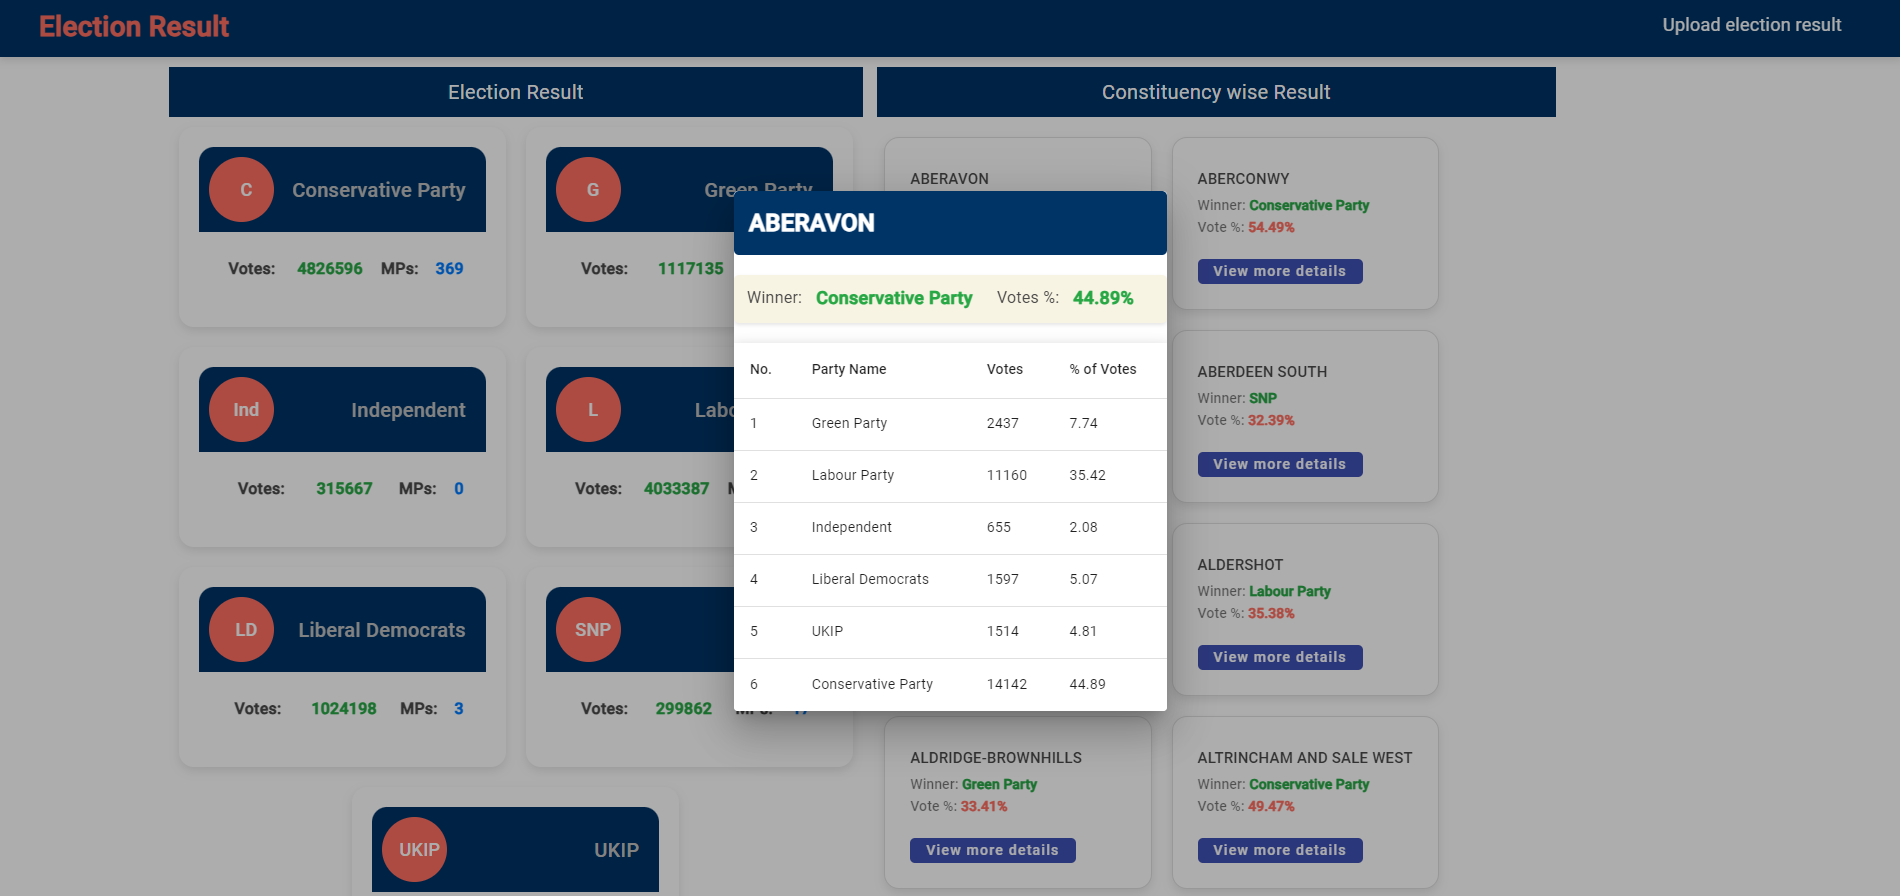 Election Result
Upload election result
Election Result
Constituency wise Result
C
Conservative Party
Votes: 4826596 MPs: 369
G
Green Party
Votes: 1117135
Ind
Independent
Votes: 315667 MPs: 0
L
Votes: 4033387
LD
Liberal Democrats
Votes: 1024198 MPs: 3
SNP
Votes: 299862
UKIP
UKIP
ABERAVON
ABERCONWY
Winner: Conservative Party
Vote %: 54.49%
View more details
ABERDEEN SOUTH
Winner: SNP
Vote %: 32.39%
View more details
ALDERSHOT
Winner: Labour Party
Vote %: 35.38%
View more details
ALDRIDGE-BROWNHILLS
Winner: Green Party
Vote %: 33.41%
View more details
ALTRINCHAM AND SALE WEST
Winner: Conservative Party
Vote %: 49.47%
View more details
ABERAVON
Winner: Conservative Party Votes %: 44.89%
No. Party Name Votes % of Votes
1 Green Party 2437 7.74
2 Labour Party 11160 35.42
3 Independent 655 2.08
4 Liberal Democrats 1597 5.07
5 UKIP 1514 4.81
6 Conservative Party 14142 44.89